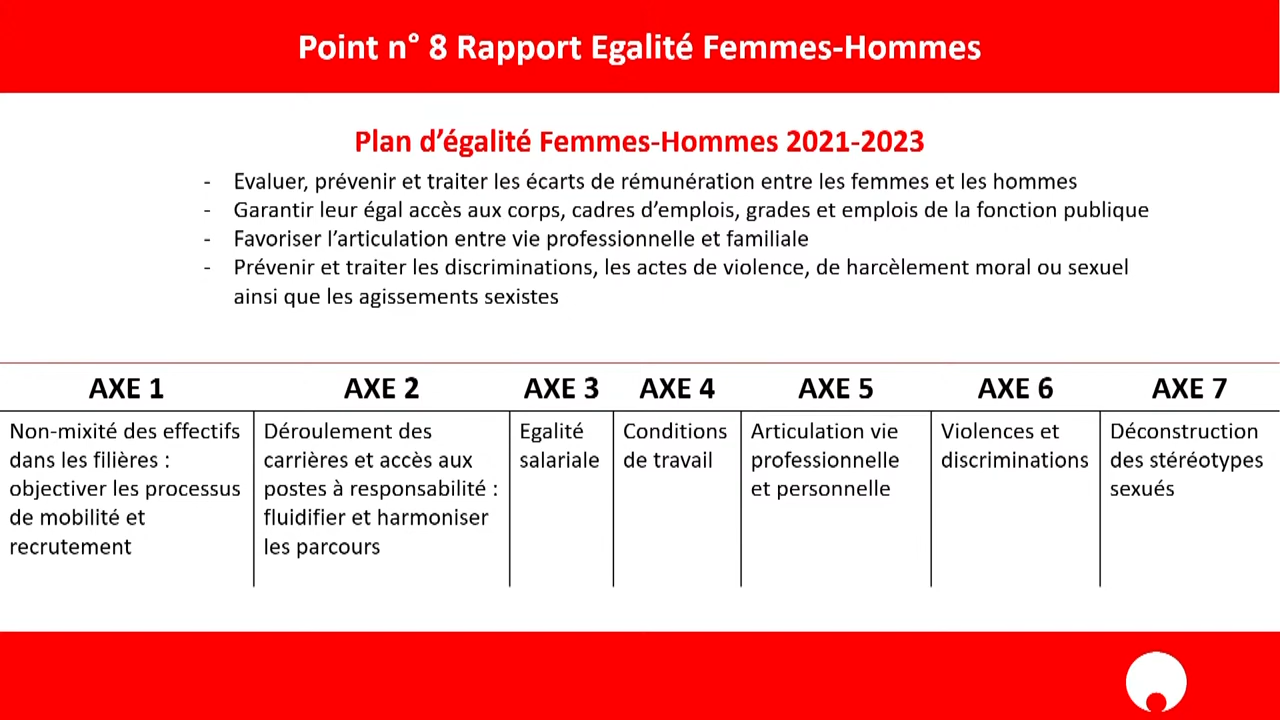 Point n° 8 Rapport Egalité Femmes-Hommes
Plan d'égalité Femmes-Hommes 2021-2023
- Evaluer, prévenir et traiter les écarts de rémunération entre les femmes et les hommes
- Garantir leur égal accès aux corps, cadres d'emplois, grades et emplois de la fonction publique
- Favoriser l'articulation entre vie professionnelle et familiale
- Prévenir et traiter les discriminations, les actes de violence, de harcèlement moral ou sexuel
ainsi que les agissements sexistes
AXE 1
Non-mixité des effectifs
dans les filières :
objectiver les processus
de mobilité et
recrutement
AXE 2
Déroulement des
carrières et accès aux
postes à responsabilité :
fluidifier et harmoniser
les parcours
AXE 3
Egalité
salariale
AXE 4
Conditions
de travail
AXE 5
Articulation vie
professionnelle
et personnelle
AXE 6
Violences et
discriminations
AXE 7
Déconstruction
des stéréotypes
sexués